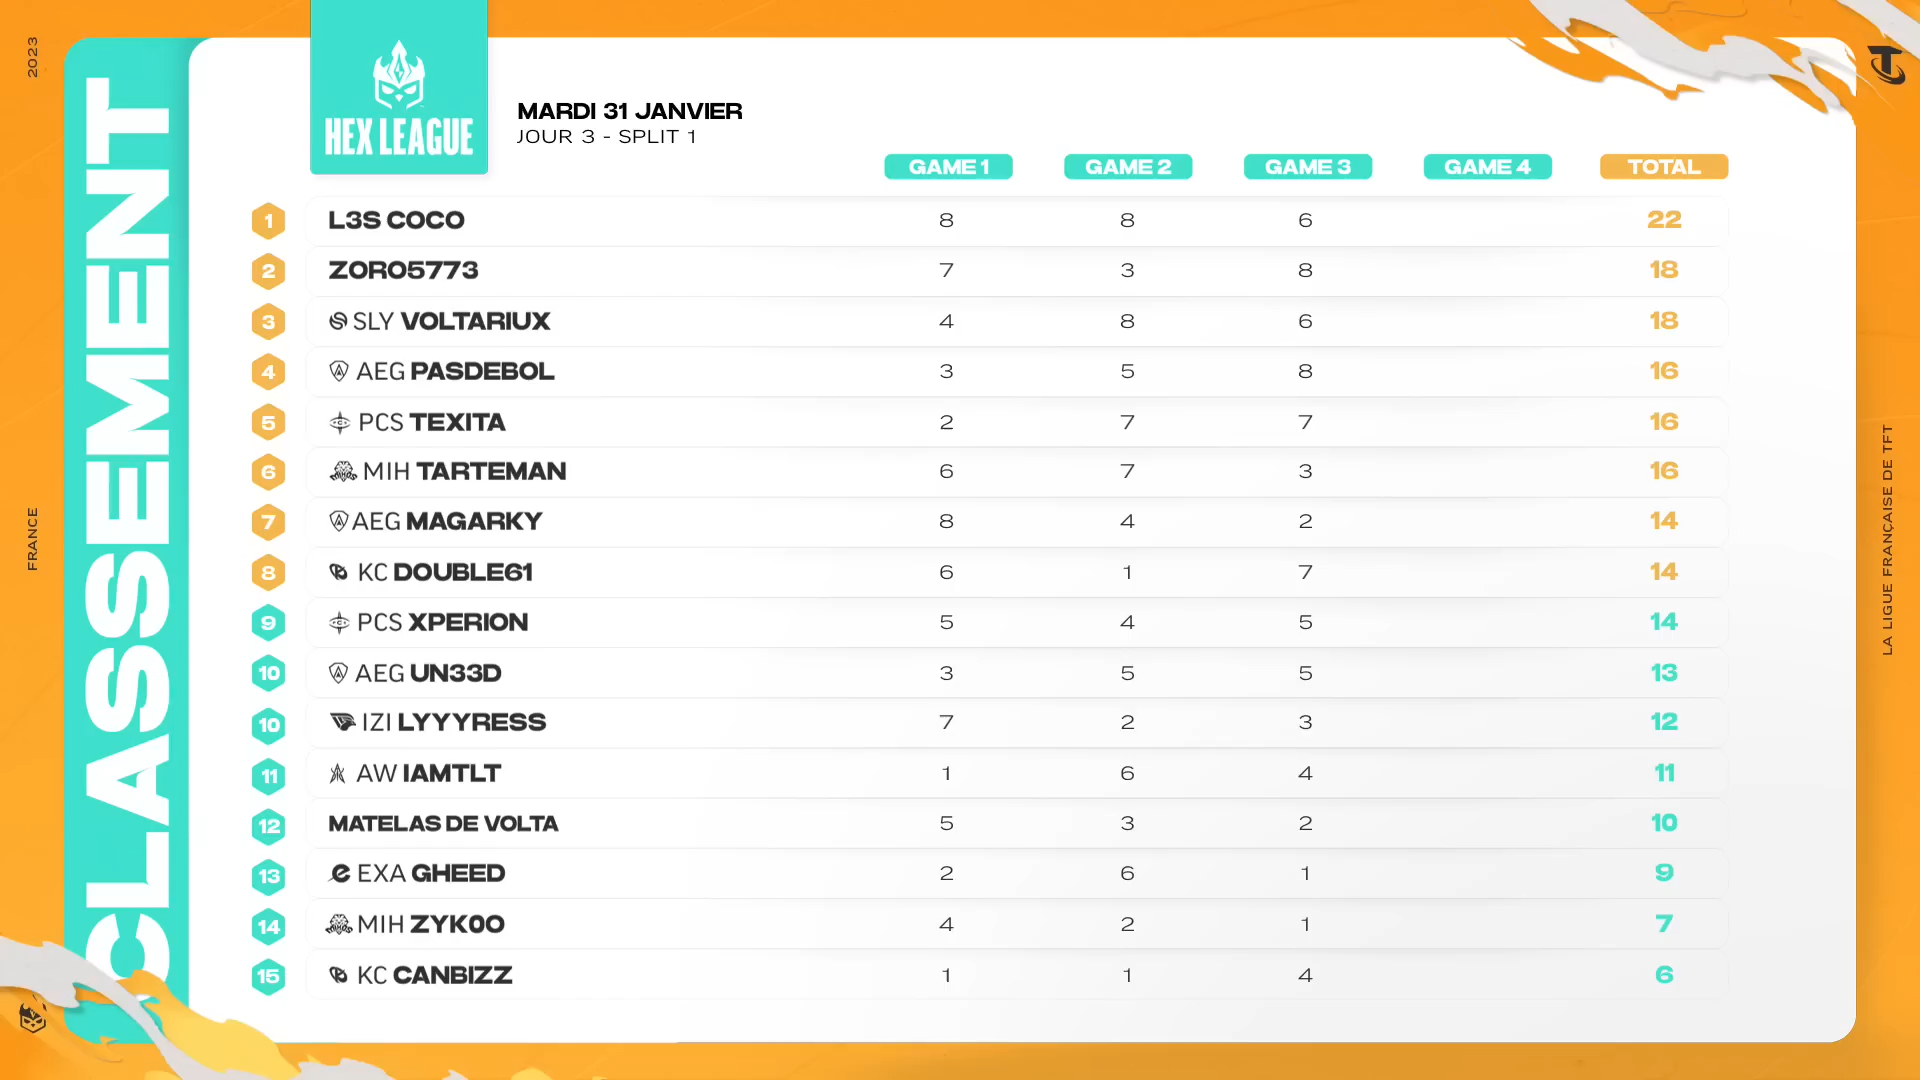 2023
FRANCE
CLASSEMENT
HEX LEAGUE
MARDI 31 JANVIER
JOUR 3 - SPLIT 1
GAME 1 GAME 2 GAME 3 GAME 4 TOTAL
1 L3S COCO 8 8 6 22
2 ZORO5773 7 3 8 18
3 SLY VOLTARIUX 4 8 6 18
4 AEG PASDEBOL 3 5 8 16
5 PCS TEXITA 2 7 7 16
6 MIH TARTEMAN 6 7 3 16
7 AEG MAGARKY 8 4 2 14
8 KC DOUBLE61 6 1 7 14
9 PCS XPERION 5 4 5 14
10 AEG UN33D 3 5 5 13
10 IZI LYYYRESS 7 2 3 12
11 AW IAMTLT 1 6 4 11
12 MATELAS DE VOLTA 5 3 2 10
13 EXA GHEED 2 6 1 9
14 MIH ZYK0O 4 2 1 7
15 KC CANBIZZ 1 1 4 6
LA LIGUE FRANÇAISE DE TFT